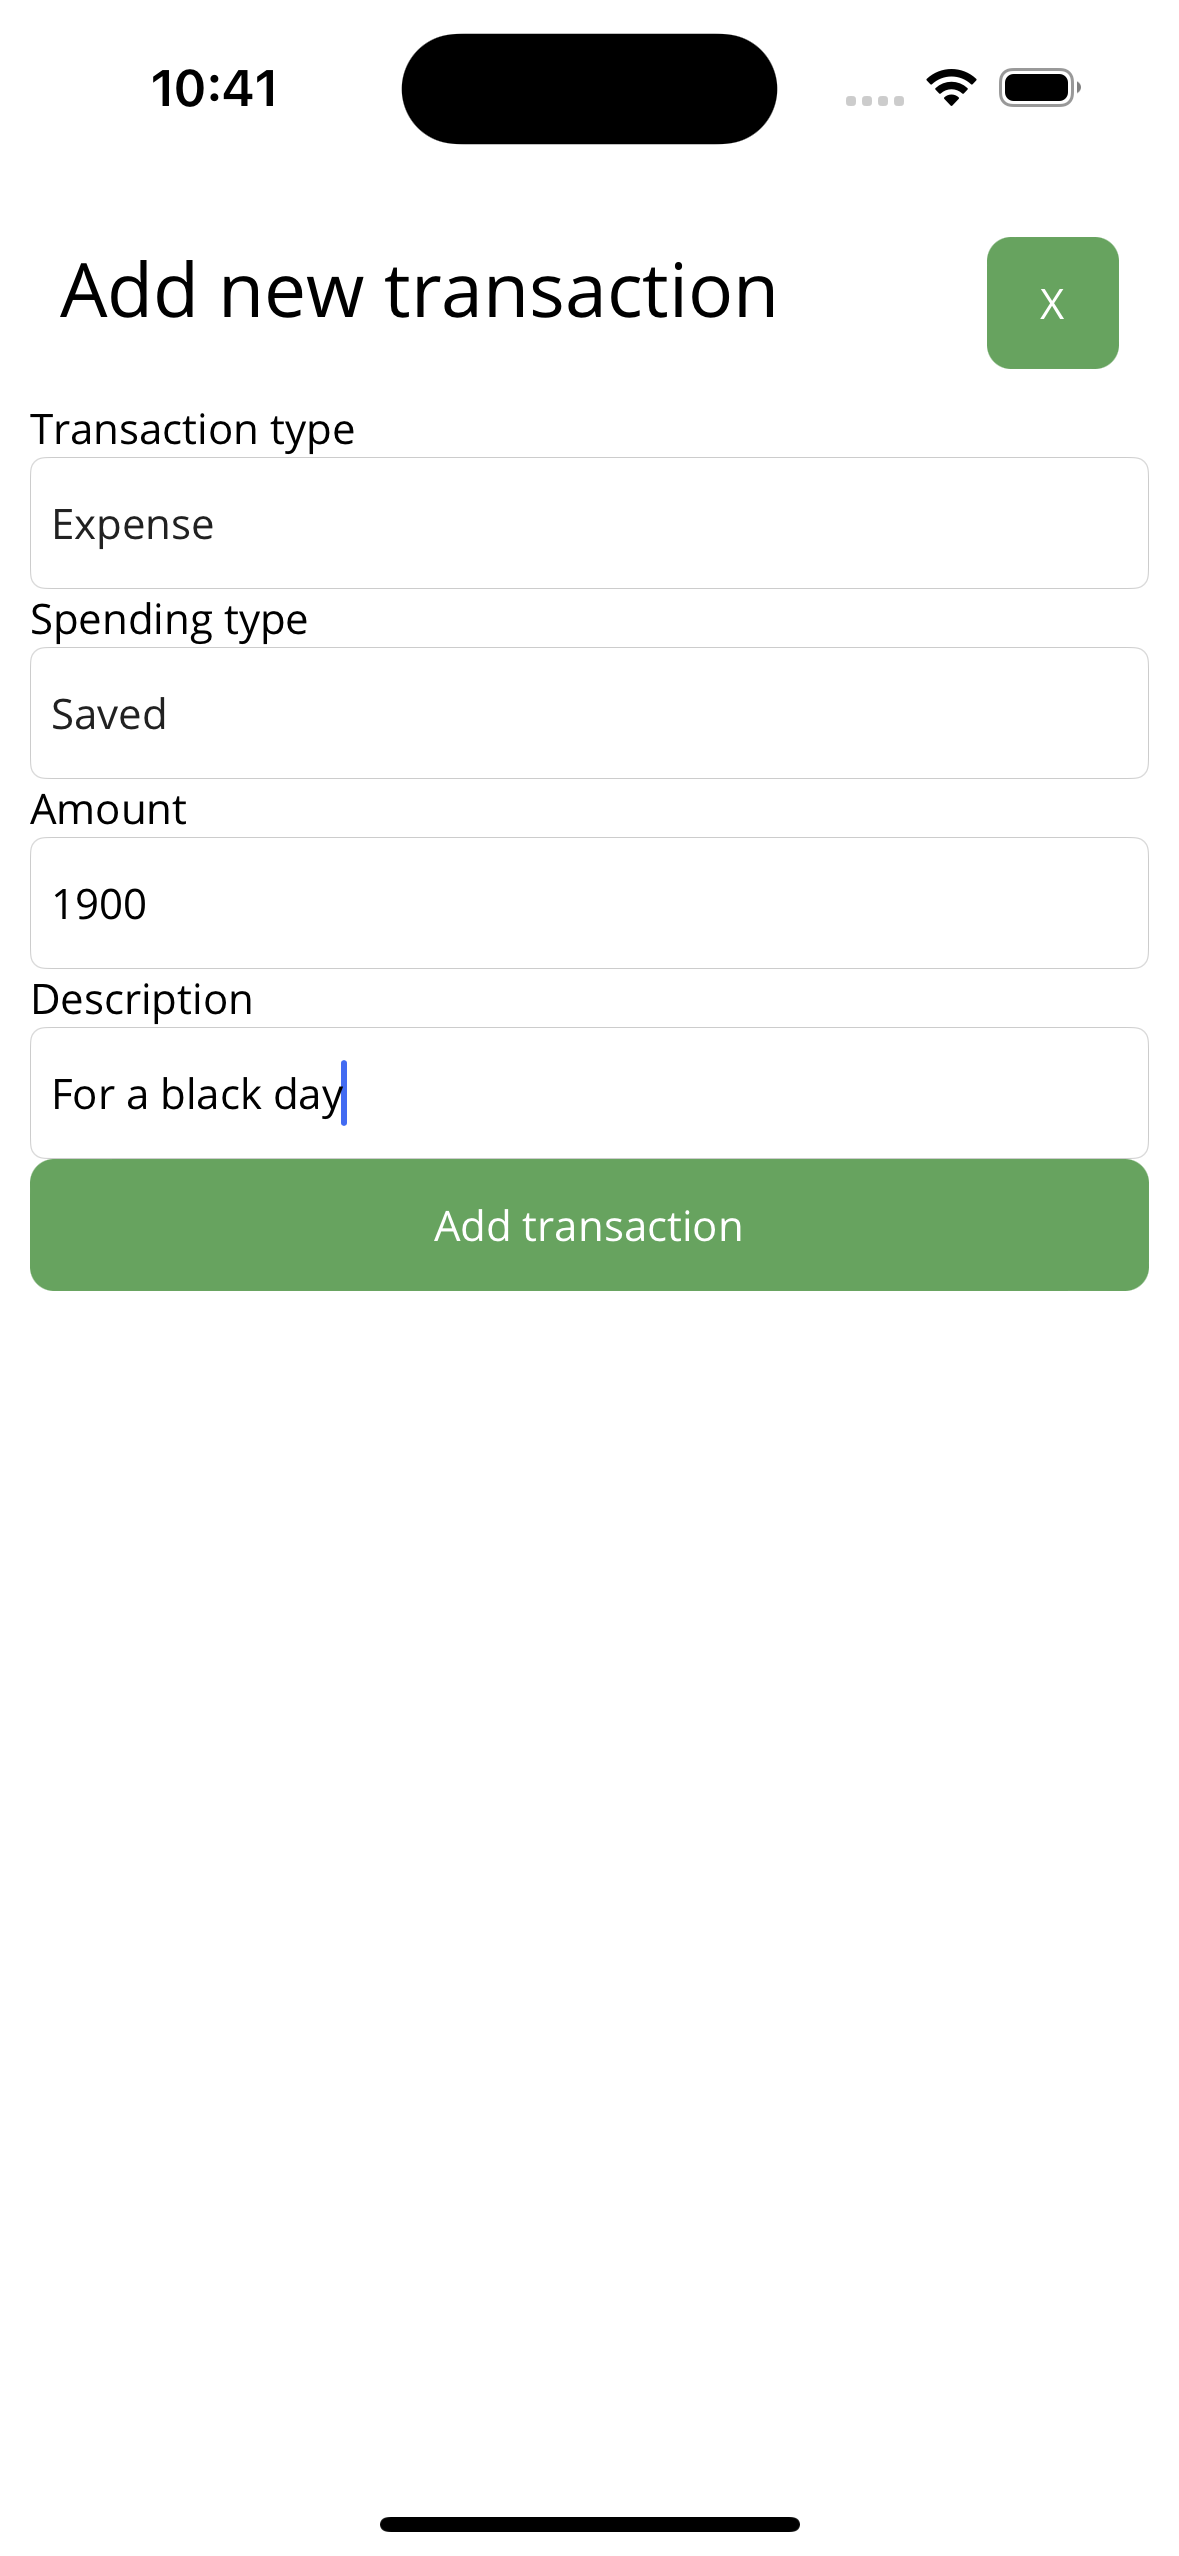 10:41
Add new transaction
X
Transaction type
Expense
Spending type
Saved
Amount
1900
Description
For a black day
Add transaction